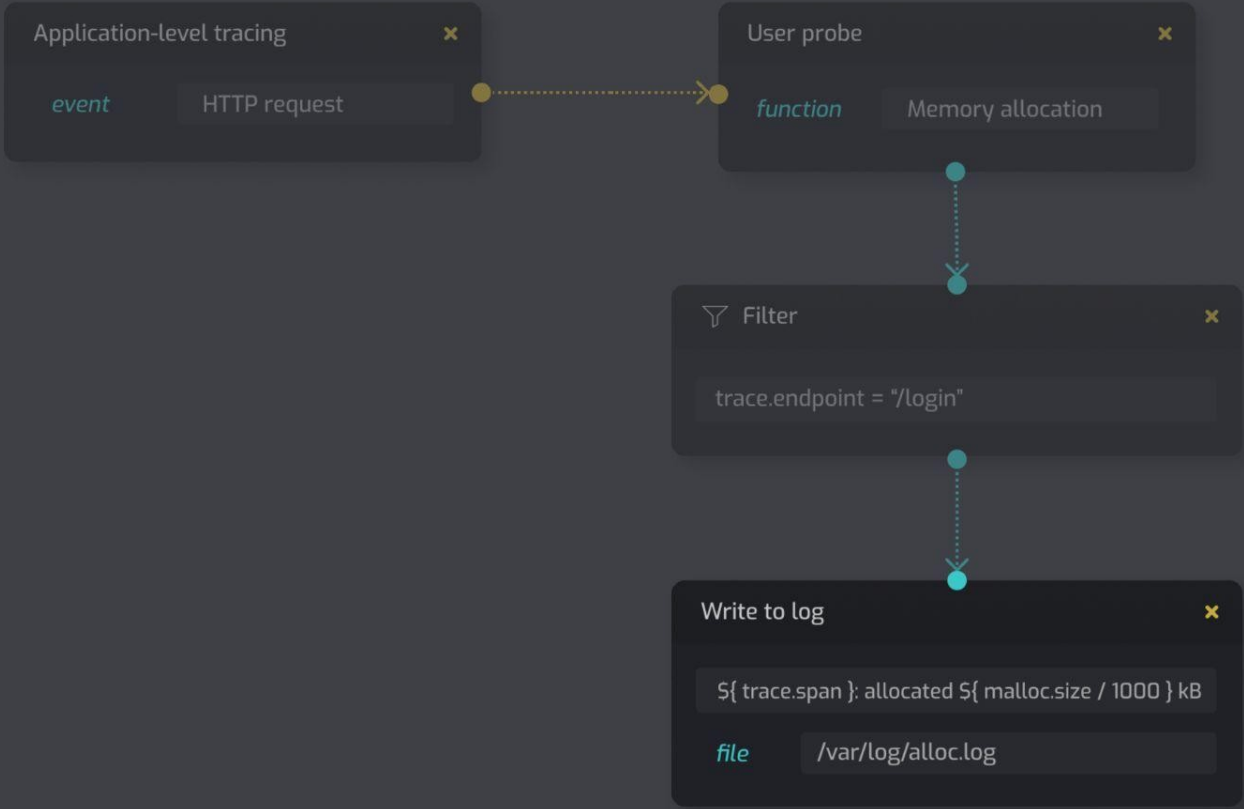 Application-level tracing
event HTTP request
User probe
function Memory allocation
Filter
trace.endpoint = "/login"
Write to log
${ trace.span }: allocated ${ malloc.size / 1000 } kB
file /var/log/alloc.log